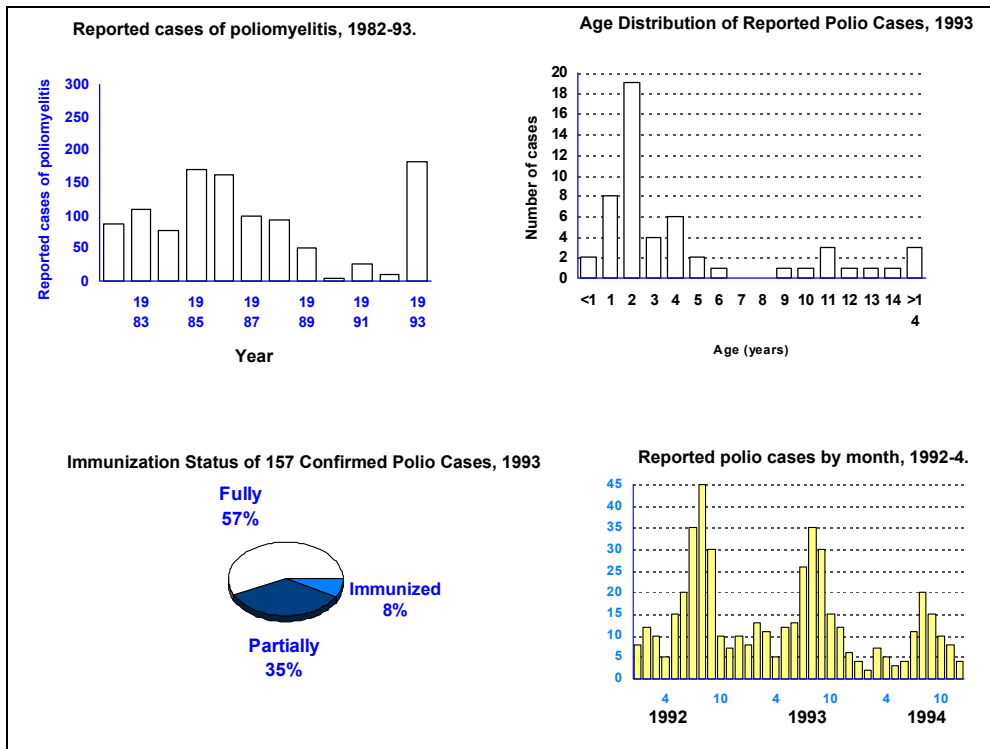 Reported cases of poliomyelitis, 1982-93.
Reported cases of poliomyelitis
300
250
200
150
100
50
0
19 19 19 19 19 19
83 85 87 89 91 93
Year
Age Distribution of Reported Polio Cases, 1993
Number of cases
20
18
16
14
12
10
8
6
4
2
0
<1 1 2 3 4 5 6 7 8 9 10 11 12 13 14 >1
4
Age (years)
Immunization Status of 157 Confirmed Polio Cases, 1993
Fully
57%
Immunized
8%
Partially
35%
Reported polio cases by month, 1992-4.
45
40
35
30
25
20
15
10
5
0
4 10 4 10 4 10
1992 1993 1994